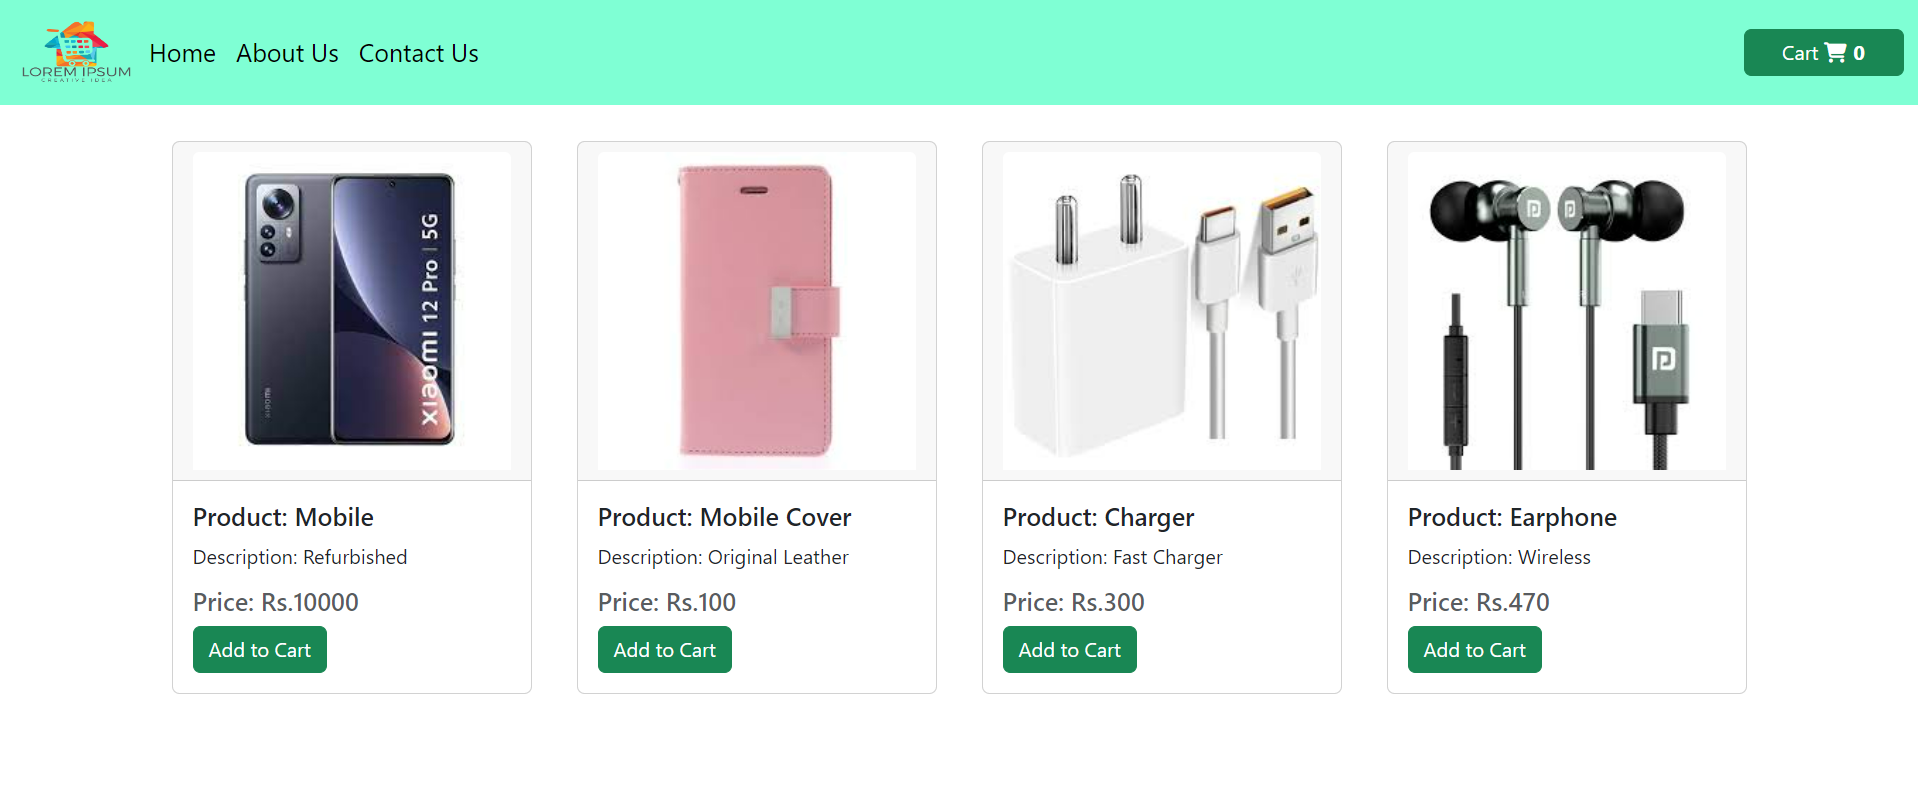 LOREM IPSUM
CREATIVE IDEA
Home About Us Contact Us
Cart 0
Xiaomi 12 Pro | 5G
xiaomi
Product: Mobile
Description: Refurbished
Price: Rs.10000
Add to Cart
Product: Mobile Cover
Description: Original Leather
Price: Rs.100
Add to Cart
Product: Charger
Description: Fast Charger
Price: Rs.300
Add to Cart
Product: Earphone
Description: Wireless
Price: Rs.470
Add to Cart